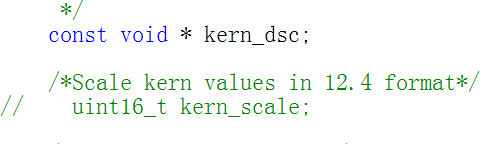 */
const void * kern_dsc;
/*Scale kern values in 12.4 format*/
// uint16_t kern_scale;